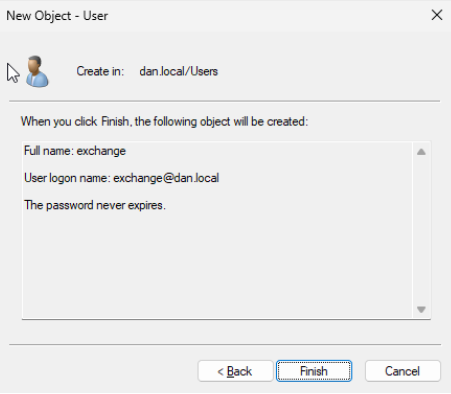 New Object - User
Create in: dan.local/Users
When you click Finish, the following object will be created:
Full name: exchange
User logon name: exchange@dan.local
The password never expires.
< Back Finish Cancel